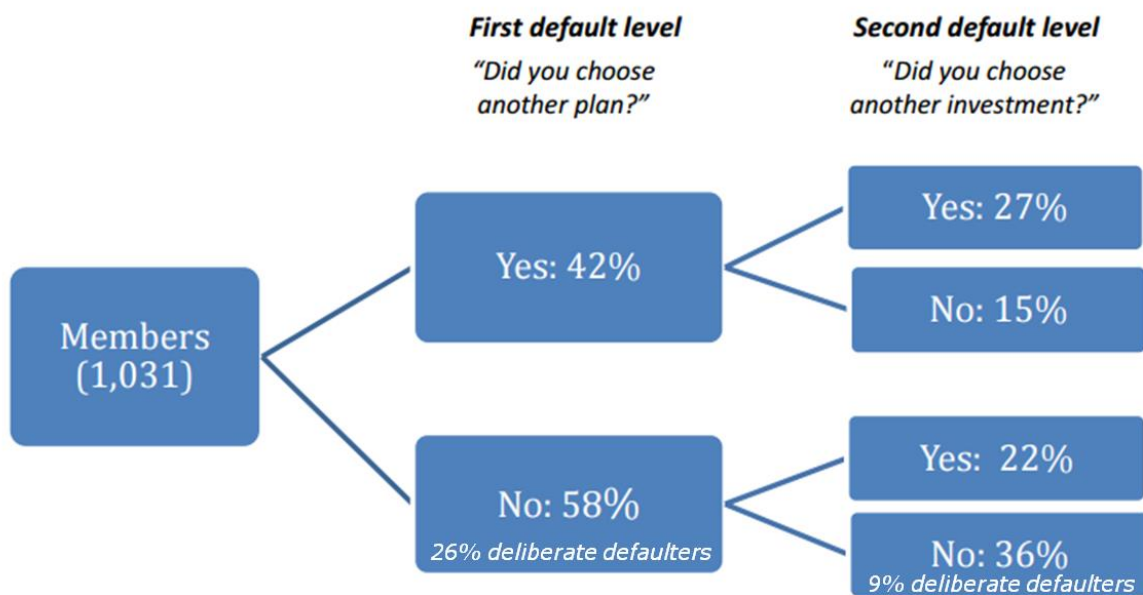 First default level
“Did you choose
another plan?”
Second default level
“Did you choose
another investment?”
Members
(1,031)
Yes: 42%
Yes: 27%
No: 15%
No: 58%
26% deliberate defaulters
Yes: 22%
No: 36%
9% deliberate defaulters